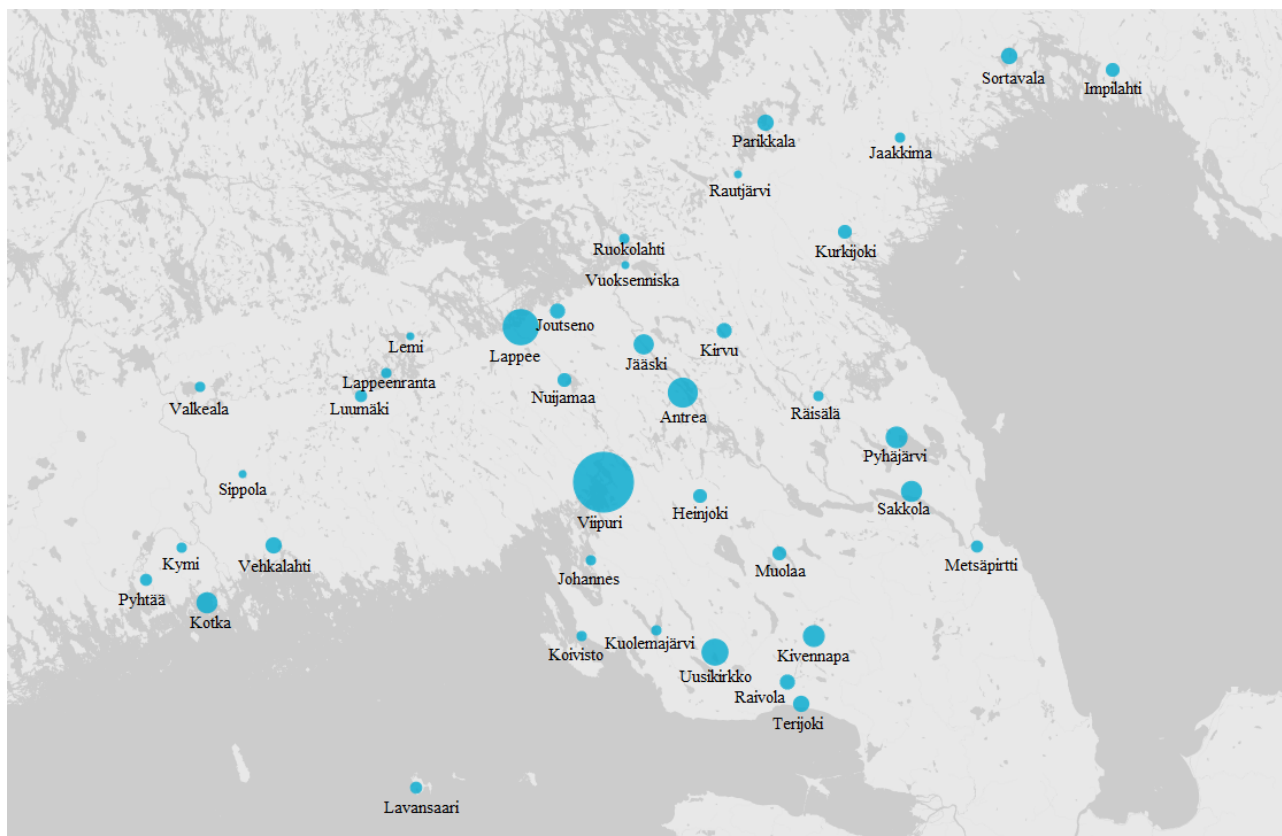 Sortavala
Impilahti
Parikkala
Jaakkima
Rautjärvi
Ruokolahti
Kurkijoki
Vuoksenniska
Joutseno
Lemi
Lappee
Jääski
Kirvu
Lappeenranta
Nuijamaa
Valkeala
Luumäki
Antrea
Räisälä
Pyhäjärvi
Sippola
Viipuri
Heinjoki
Sakkola
Kymi
Vehkalahti
Johannes
Muolaa
Metsäpirtti
Pyhtää
Kotka
Koivisto
Kuolemajärvi
Kivennapa
Uusikirkko
Raivola
Terijoki
Lavansaari